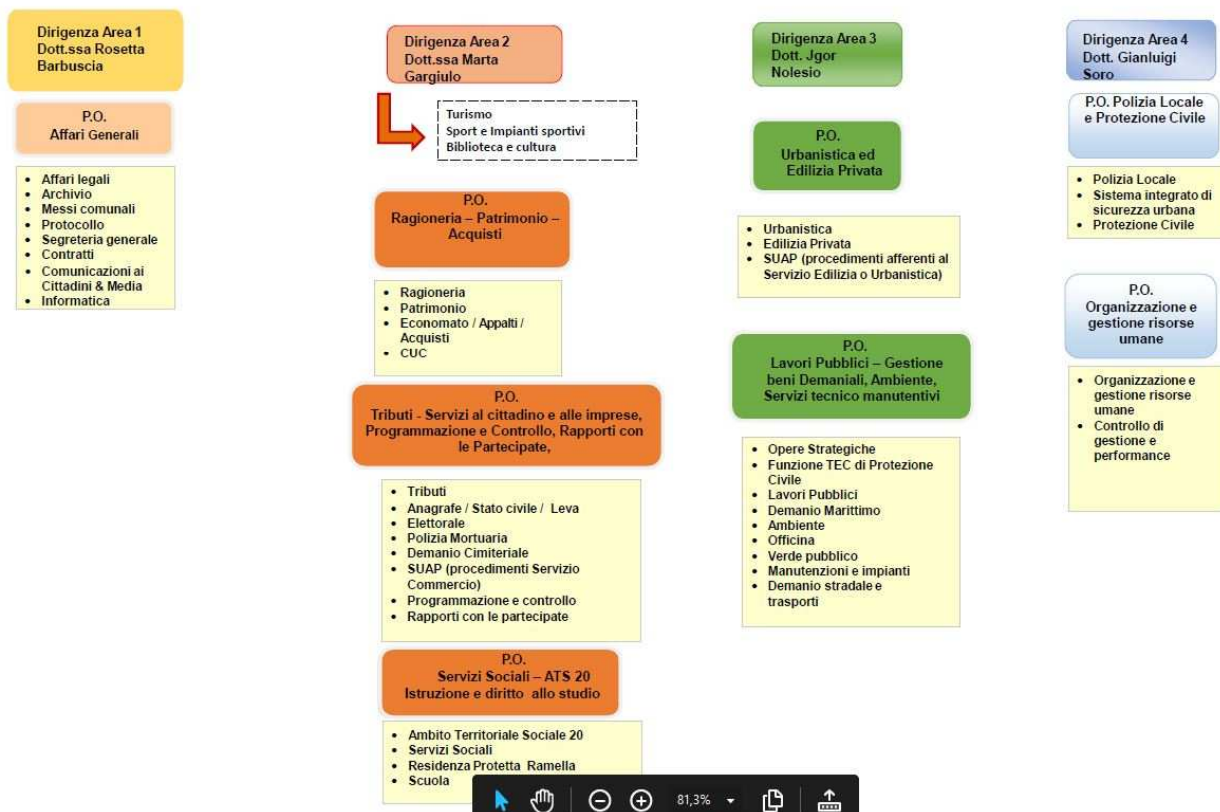 Dirigenza Area 1
Dott.ssa Rosetta
Barbuscia
P.O.
Affari Generali
• Affari legali
• Archivio
• Messi comunali
• Protocollo
• Segreteria generale
• Contratti
• Comunicazioni ai
Cittadini & Media
• Informatica
Dirigenza Area 2
Dott.ssa Marta
Gargiulo
Turismo
Sport e Impianti sportivi
Biblioteca e cultura
P.O.
Ragioneria – Patrimonio –
Acquisti
• Ragioneria
• Patrimonio
• Economato / Appalti /
Acquisti
• CUC
P.O.
Tributi - Servizi al cittadino e alle imprese,
Programmazione e Controllo, Rapporti con
le Partecipate,
• Tributi
• Anagrafe / Stato civile / Leva
• Elettorale
• Polizia Mortuaria
• Demanio Cimiteriale
• SUAP (procedimenti Servizio
Commercio)
• Programmazione e controllo
• Rapporti con le partecipate
P.O.
Servizi Sociali – ATS 20
Istruzione e diritto allo studio
• Ambito Territoriale Sociale 20
• Servizi Sociali
• Residenza Protetta Ramella
• Scuola
Dirigenza Area 3
Dott. Jgor
Nolesio
P.O.
Urbanistica ed
Edilizia Privata
• Urbanistica
• Edilizia Privata
• SUAP (procedimenti afferenti al
Servizio Edilizia o Urbanistica)
P.O.
Lavori Pubblici – Gestione
beni Demaniali, Ambiente,
Servizi tecnico manutentivi
• Opere Strategiche
• Funzione TEC di Protezione
Civile
• Lavori Pubblici
• Demanio Marittimo
• Ambiente
• Officina
• Verde pubblico
• Manutenzioni e impianti
• Demanio stradale e
trasporti
Dirigenza Area 4
Dott. Gianluigi
Soro
P.O. Polizia Locale
e Protezione Civile
• Polizia Locale
• Sistema integrato di
sicurezza urbana
• Protezione Civile
P.O.
Organizzazione e
gestione risorse
umane
• Organizzazione e
gestione risorse
umane
• Controllo di
gestione e
performance
81,3%